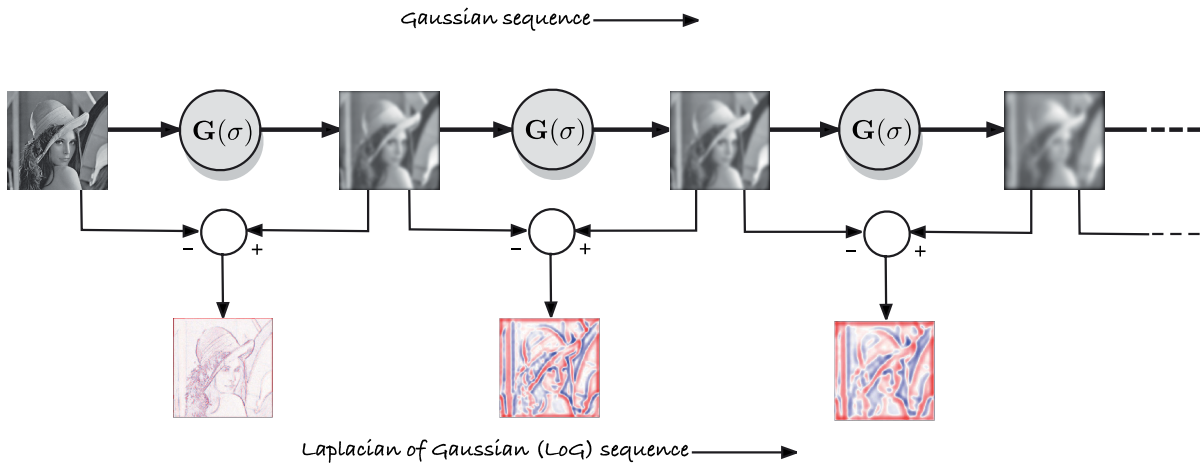 Gaussian sequence
G(σ) G(σ) G(σ)
− + − + − +
Laplacian of Gaussian (LoG) sequence